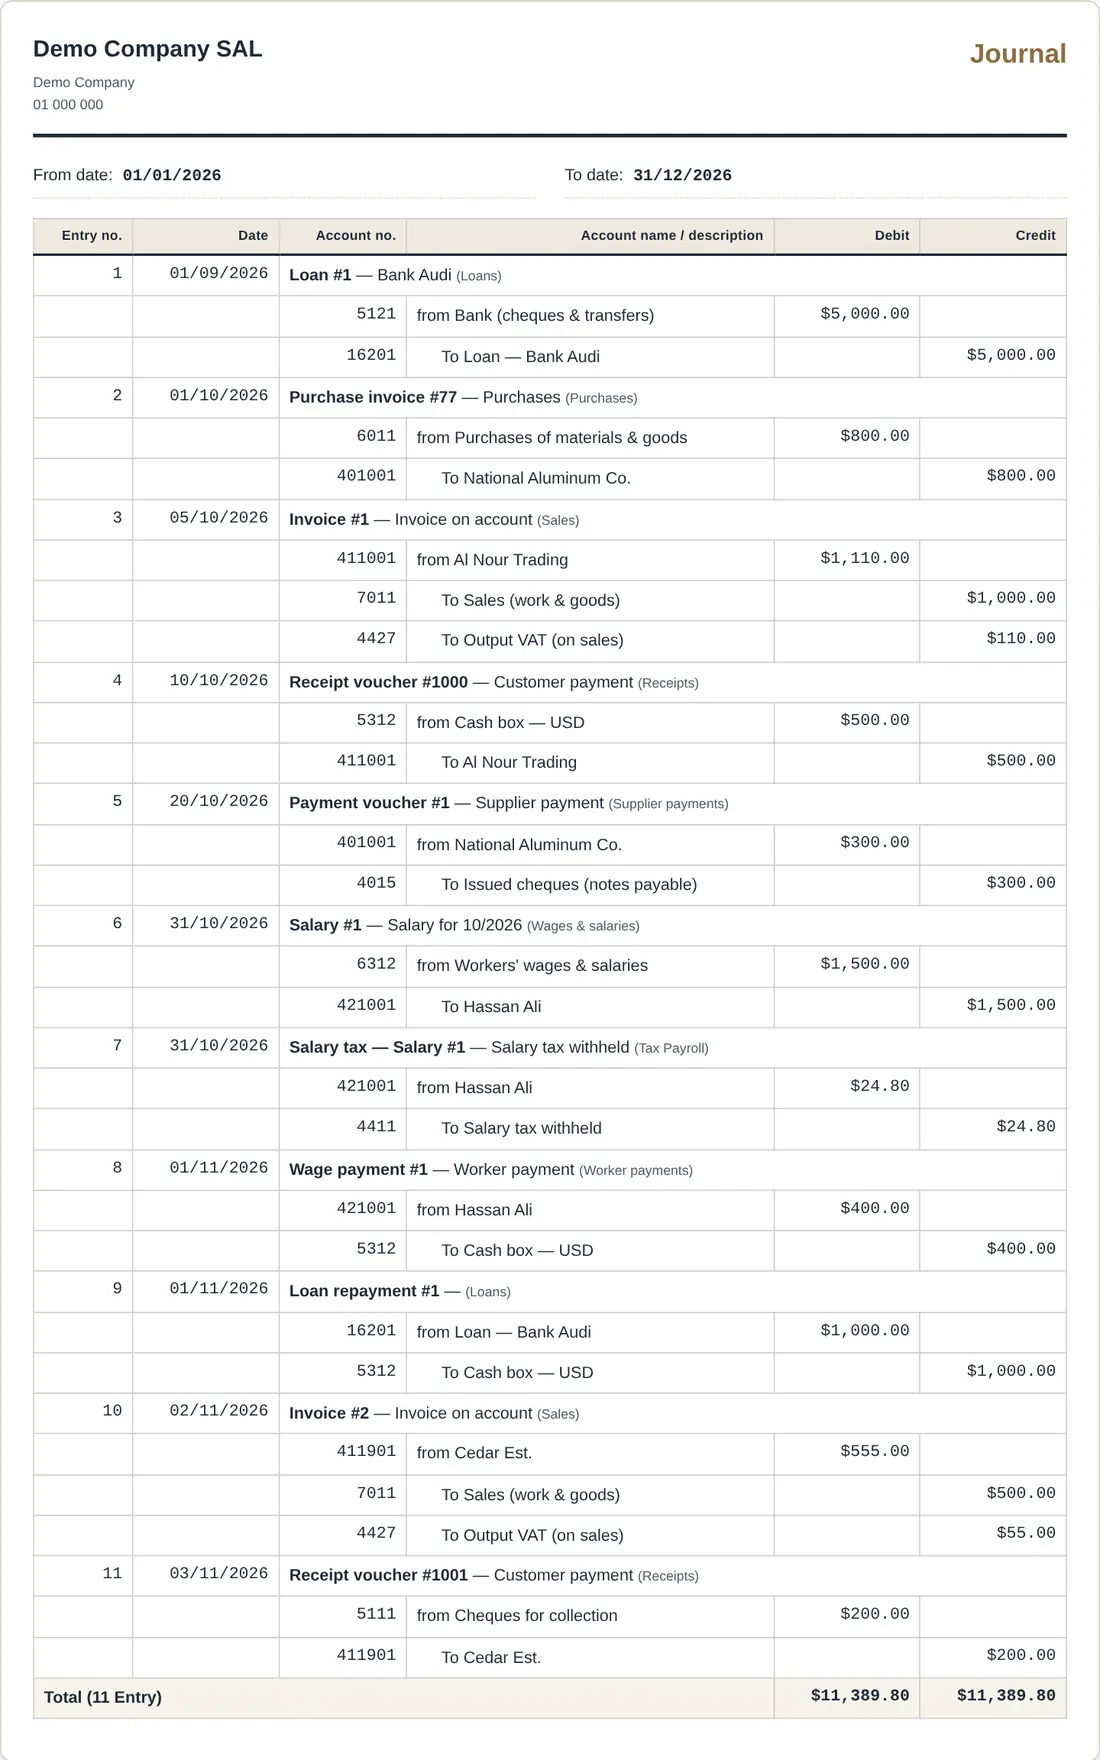 Demo Company SAL
Journal
Demo Company
01 000 000
From date: 01/01/2026 To date: 31/12/2026
Entry no. Date Account no. Account name / description Debit Credit
1 01/09/2026 Loan #1 — Bank Audi (Loans)
5121 from Bank (cheques & transfers) $5,000.00
16201 To Loan — Bank Audi $5,000.00
2 01/10/2026 Purchase invoice #77 — Purchases (Purchases)
6011 from Purchases of materials & goods $800.00
401001 To National Aluminum Co. $800.00
3 05/10/2026 Invoice #1 — Invoice on account (Sales)
411001 from Al Nour Trading $1,110.00
7011 To Sales (work & goods) $1,000.00
4427 To Output VAT (on sales) $110.00
4 10/10/2026 Receipt voucher #1000 — Customer payment (Receipts)
5312 from Cash box — USD $500.00
411001 To Al Nour Trading $500.00
5 20/10/2026 Payment voucher #1 — Supplier payment (Supplier payments)
401001 from National Aluminum Co. $300.00
4015 To Issued cheques (notes payable) $300.00
6 31/10/2026 Salary #1 — Salary for 10/2026 (Wages & salaries)
6312 from Workers' wages & salaries $1,500.00
421001 To Hassan Ali $1,500.00
7 31/10/2026 Salary tax — Salary #1 — Salary tax withheld (Tax Payroll)
421001 from Hassan Ali $24.80
4411 To Salary tax withheld $24.80
8 01/11/2026 Wage payment #1 — Worker payment (Worker payments)
421001 from Hassan Ali $400.00
5312 To Cash box — USD $400.00
9 01/11/2026 Loan repayment #1 — (Loans)
16201 from Loan — Bank Audi $1,000.00
5312 To Cash box — USD $1,000.00
10 02/11/2026 Invoice #2 — Invoice on account (Sales)
411901 from Cedar Est. $555.00
7011 To Sales (work & goods) $500.00
4427 To Output VAT (on sales) $55.00
11 03/11/2026 Receipt voucher #1001 — Customer payment (Receipts)
5111 from Cheques for collection $200.00
411901 To Cedar Est. $200.00
Total (11 Entry) $11,389.80 $11,389.80